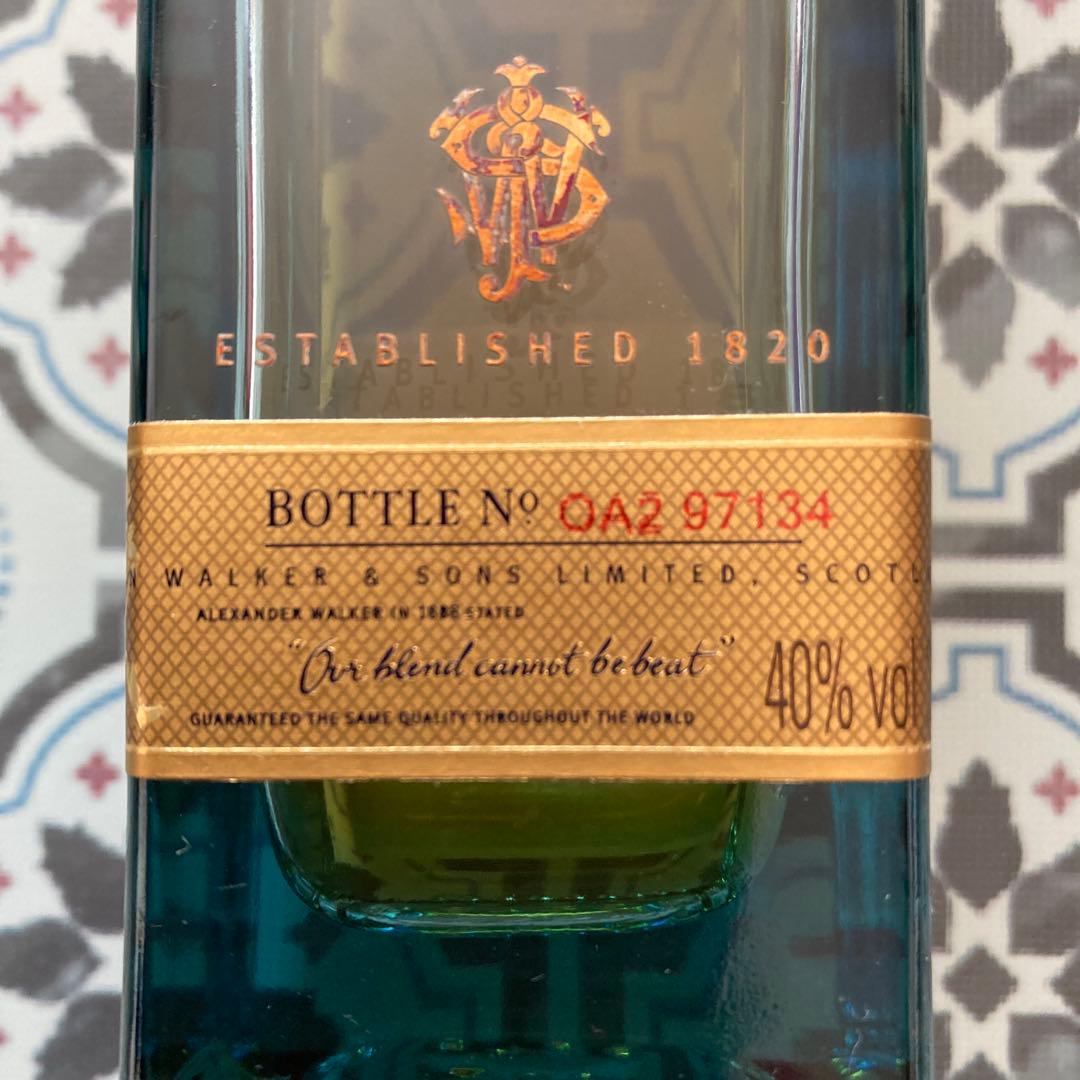 ESTABLISHED 1820
BOTTLE Nº OA2 97134
N WALKER & SONS LIMITED, SCOTL
ALEXANDER WALKER IN 1888 STATED
"Our blend cannot be beat"
40% vol
GUARANTEED THE SAME QUALITY THROUGHOUT THE WORLD